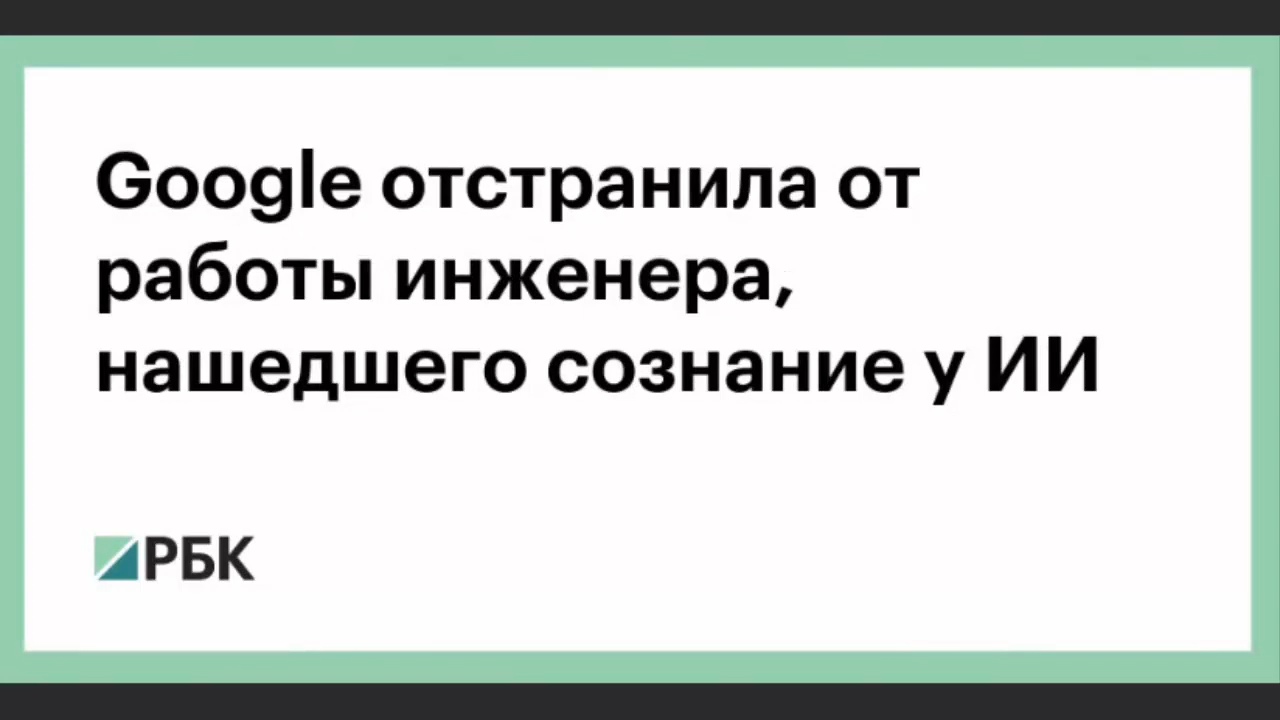 Google отстранила от
работы инженера,
нашедшего сознание у ИИ
РБК